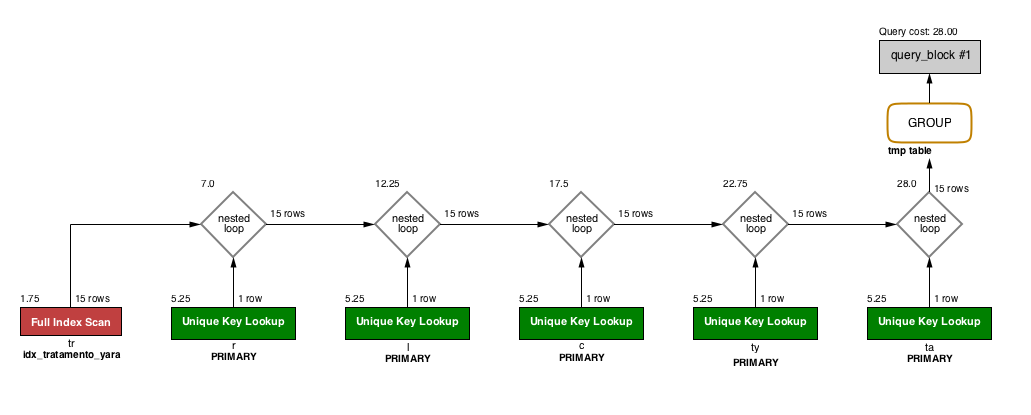 Query cost: 28.00
query_block #1
GROUP
tmp table
7.0
12.25
17.5
22.75
28.0
15 rows
nested
loop
15 rows
nested
loop
15 rows
nested
loop
15 rows
nested
loop
15 rows
nested
loop
1.75
15 rows
5.25
1 row
5.25
1 row
5.25
1 row
5.25
1 row
5.25
1 row
Full Index Scan
Unique Key Lookup
Unique Key Lookup
Unique Key Lookup
Unique Key Lookup
Unique Key Lookup
tr
r
l
c
ty
ta
idx_tratamento_yara
PRIMARY
PRIMARY
PRIMARY
PRIMARY
PRIMARY